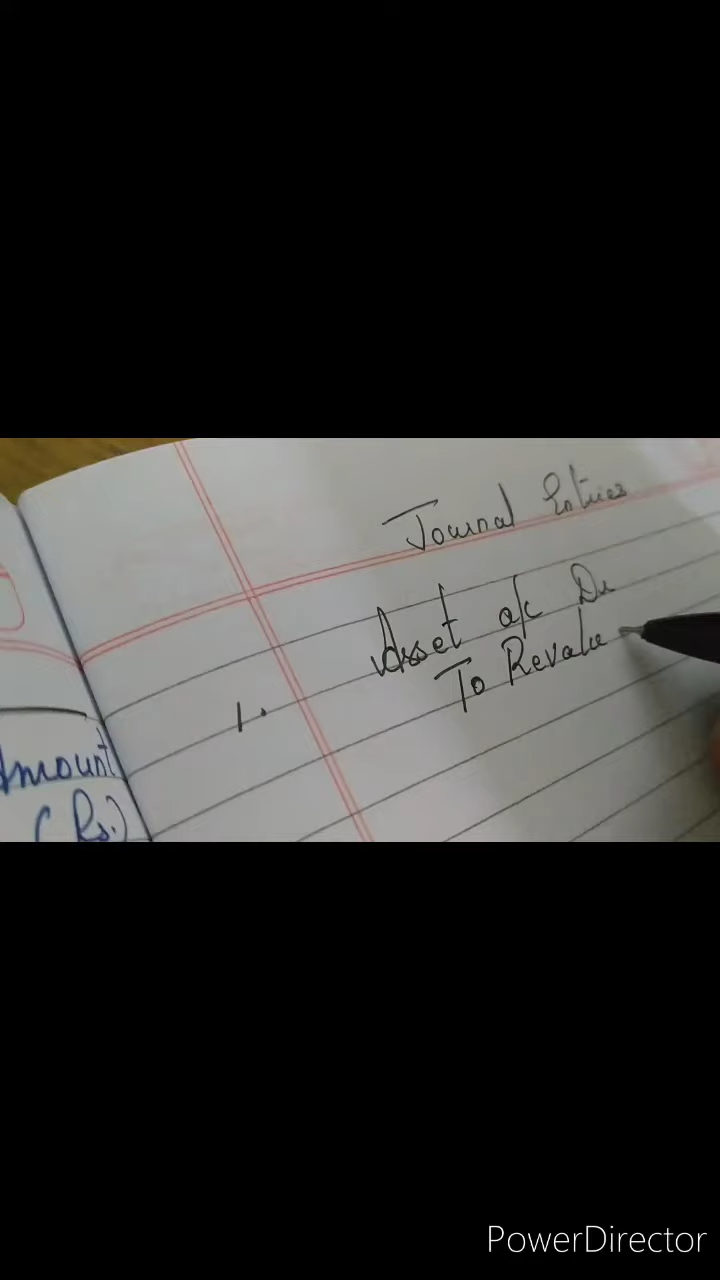 Journal Entries
Asset a/c Dr
To Revalu
1.
Amount
(Rs.)
PowerDirector